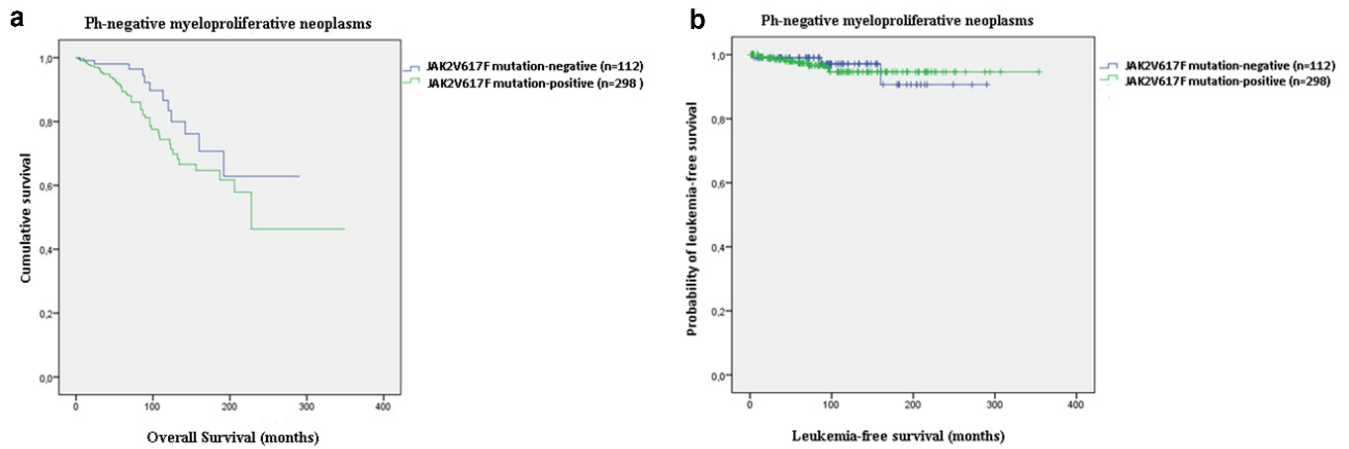 a
Ph-negative myeloproliferative neoplasms
JAK2V617F mutation-negative (n=112)
JAK2V617F mutation-positive (n=298 )
Cumulative survival
1,0
0,8
0,6
0,4
0,2
0,0
0 100 200 300 400
Overall Survival (months)
b
Ph-negative myeloproliferative neoplasms
JAK2V617F mutation-negative (n=112)
JAK2V617F mutation-positive (n=298)
Probability of leukemia-free survival
1,0
0,8
0,6
0,4
0,2
0,0
0 100 200 300 400
Leukemia-free survival (months)